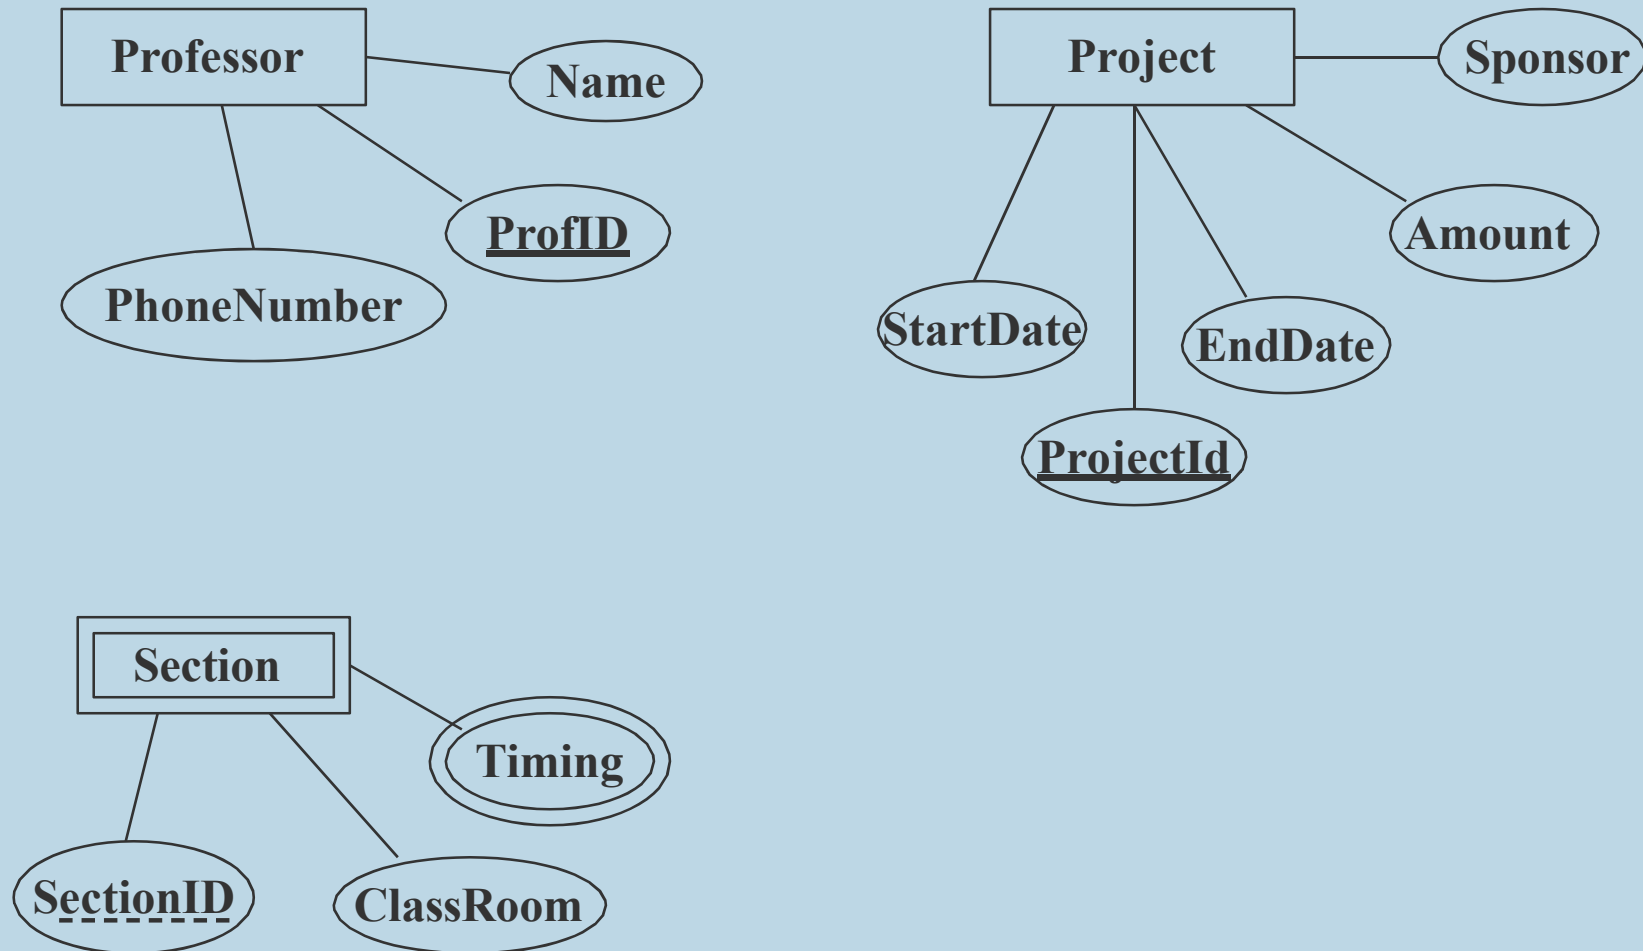 Professor
Name
ProfID
PhoneNumber
Project
Sponsor
Amount
StartDate
EndDate
ProjectId
Section
Timing
SectionID
ClassRoom